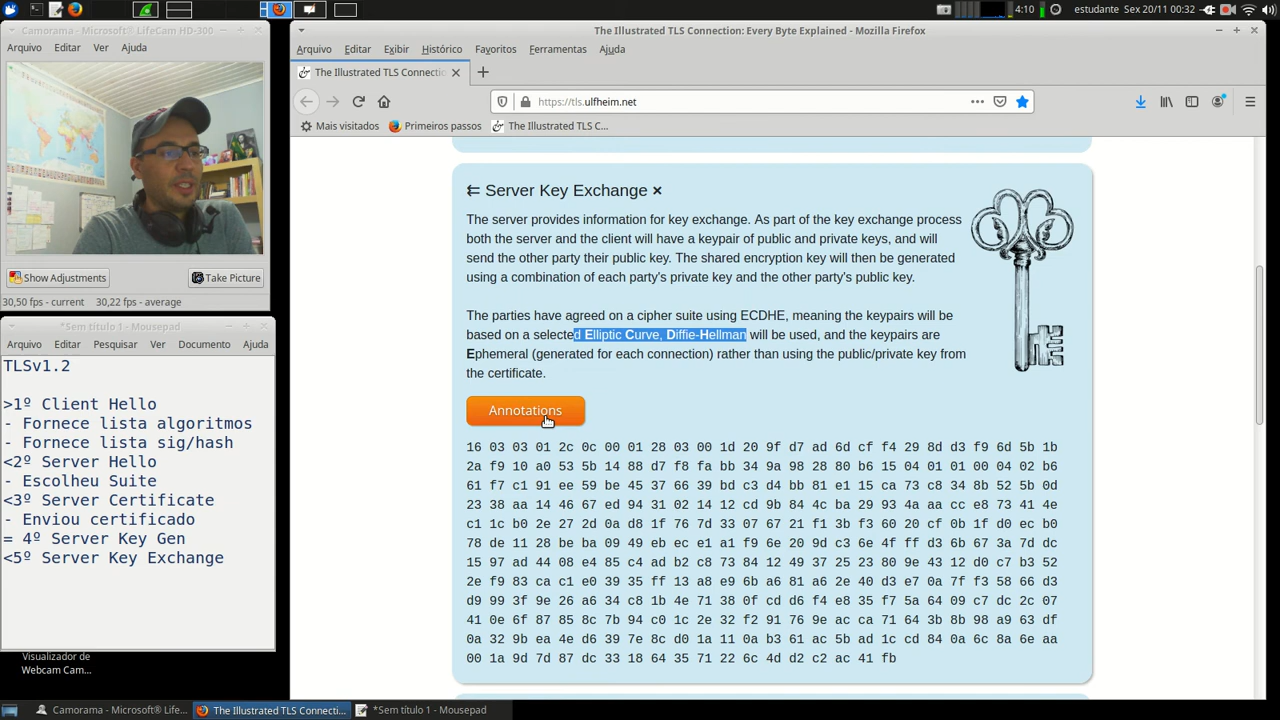 4:10
estudante
Sex 20/11 00:32
Camorama - Microsoft® LifeCam HD-300
Arquivo Editar Ver Ajuda
Show Adjustments
Take Picture
30,50 fps - current 30,22 fps - average
*Sem título 1 - Mousepad
Arquivo Editar Pesquisar Ver Documento Ajuda
TLSv1.2
>1º Client Hello
- Fornece lista algoritmos
- Fornece lista sig/hash
<2º Server Hello
- Escolheu Suite
<3º Server Certificate
- Enviou certificado
= 4º Server Key Gen
<5º Server Key Exchange
Visualizador de
Webcam Cam...
The Illustrated TLS Connection: Every Byte Explained - Mozilla Firefox
Arquivo Editar Exibir Histórico Favoritos Ferramentas Ajuda
The Illustrated TLS Connectio
https://tls.ulfheim.net
Mais visitados Primeiros passos The Illustrated TLS C...
⇇ Server Key Exchange ×
The server provides information for key exchange. As part of the key exchange process
both the server and the client will have a keypair of public and private keys, and will
send the other party their public key. The shared encryption key will then be generated
using a combination of each party's private key and the other party's public key.
The parties have agreed on a cipher suite using ECDHE, meaning the keypairs will be
based on a selected Elliptic Curve, Diffie-Hellman will be used, and the keypairs are
Ephemeral (generated for each connection) rather than using the public/private key from
the certificate.
Annotations
16 03 03 01 2c 0c 00 01 28 03 00 1d 20 9f d7 ad 6d cf f4 29 8d d3 f9 6d 5b 1b
2a f9 10 a0 53 5b 14 88 d7 f8 fa bb 34 9a 98 28 80 b6 15 04 01 01 00 04 02 b6
61 f7 c1 91 ee 59 be 45 37 66 39 bd c3 d4 bb 81 e1 15 ca 73 c8 34 8b 52 5b 0d
23 38 aa 14 46 67 ed 94 31 02 14 12 cd 9b 84 4c ba 29 93 4a aa cc e8 73 41 4e
c1 1c b0 2e 27 2d 0a d8 1f 76 7d 33 07 67 21 f1 3b f3 60 20 cf 0b 1f d0 ec b0
78 de 11 28 be ba 09 49 eb ec e1 a1 f9 6e 20 9d c3 6e 4f ff d3 6b 67 3a 7d dc
15 97 ad 44 08 e4 85 c4 ad b2 c8 73 84 12 49 37 25 23 80 9e 43 12 d0 c7 b3 52
2e f9 83 ca c1 e0 39 35 ff 13 a8 e9 6b a6 81 a6 2e 40 d3 e7 0a 7f f3 58 66 d3
d9 99 3f 9e 26 a6 34 c8 1b 4e 71 38 0f cd d6 f4 e8 35 f7 5a 64 09 c7 dc 2c 07
41 0e 6f 87 85 8c 7b 94 c0 1c 2e 32 f2 91 76 9e ac ca 71 64 3b 8b 98 a9 63 df
0a 32 9b ea 4e d6 39 7e 8c d0 1a 11 0a b3 61 ac 5b ad 1c cd 84 0a 6c 8a 6e aa
00 1a 9d 7d 87 dc 33 18 64 35 71 22 6c 4d d2 c2 ac 41 fb
Camorama - Microsoft® Life...
The Illustrated TLS Connecti...
*Sem título 1 - Mousepad